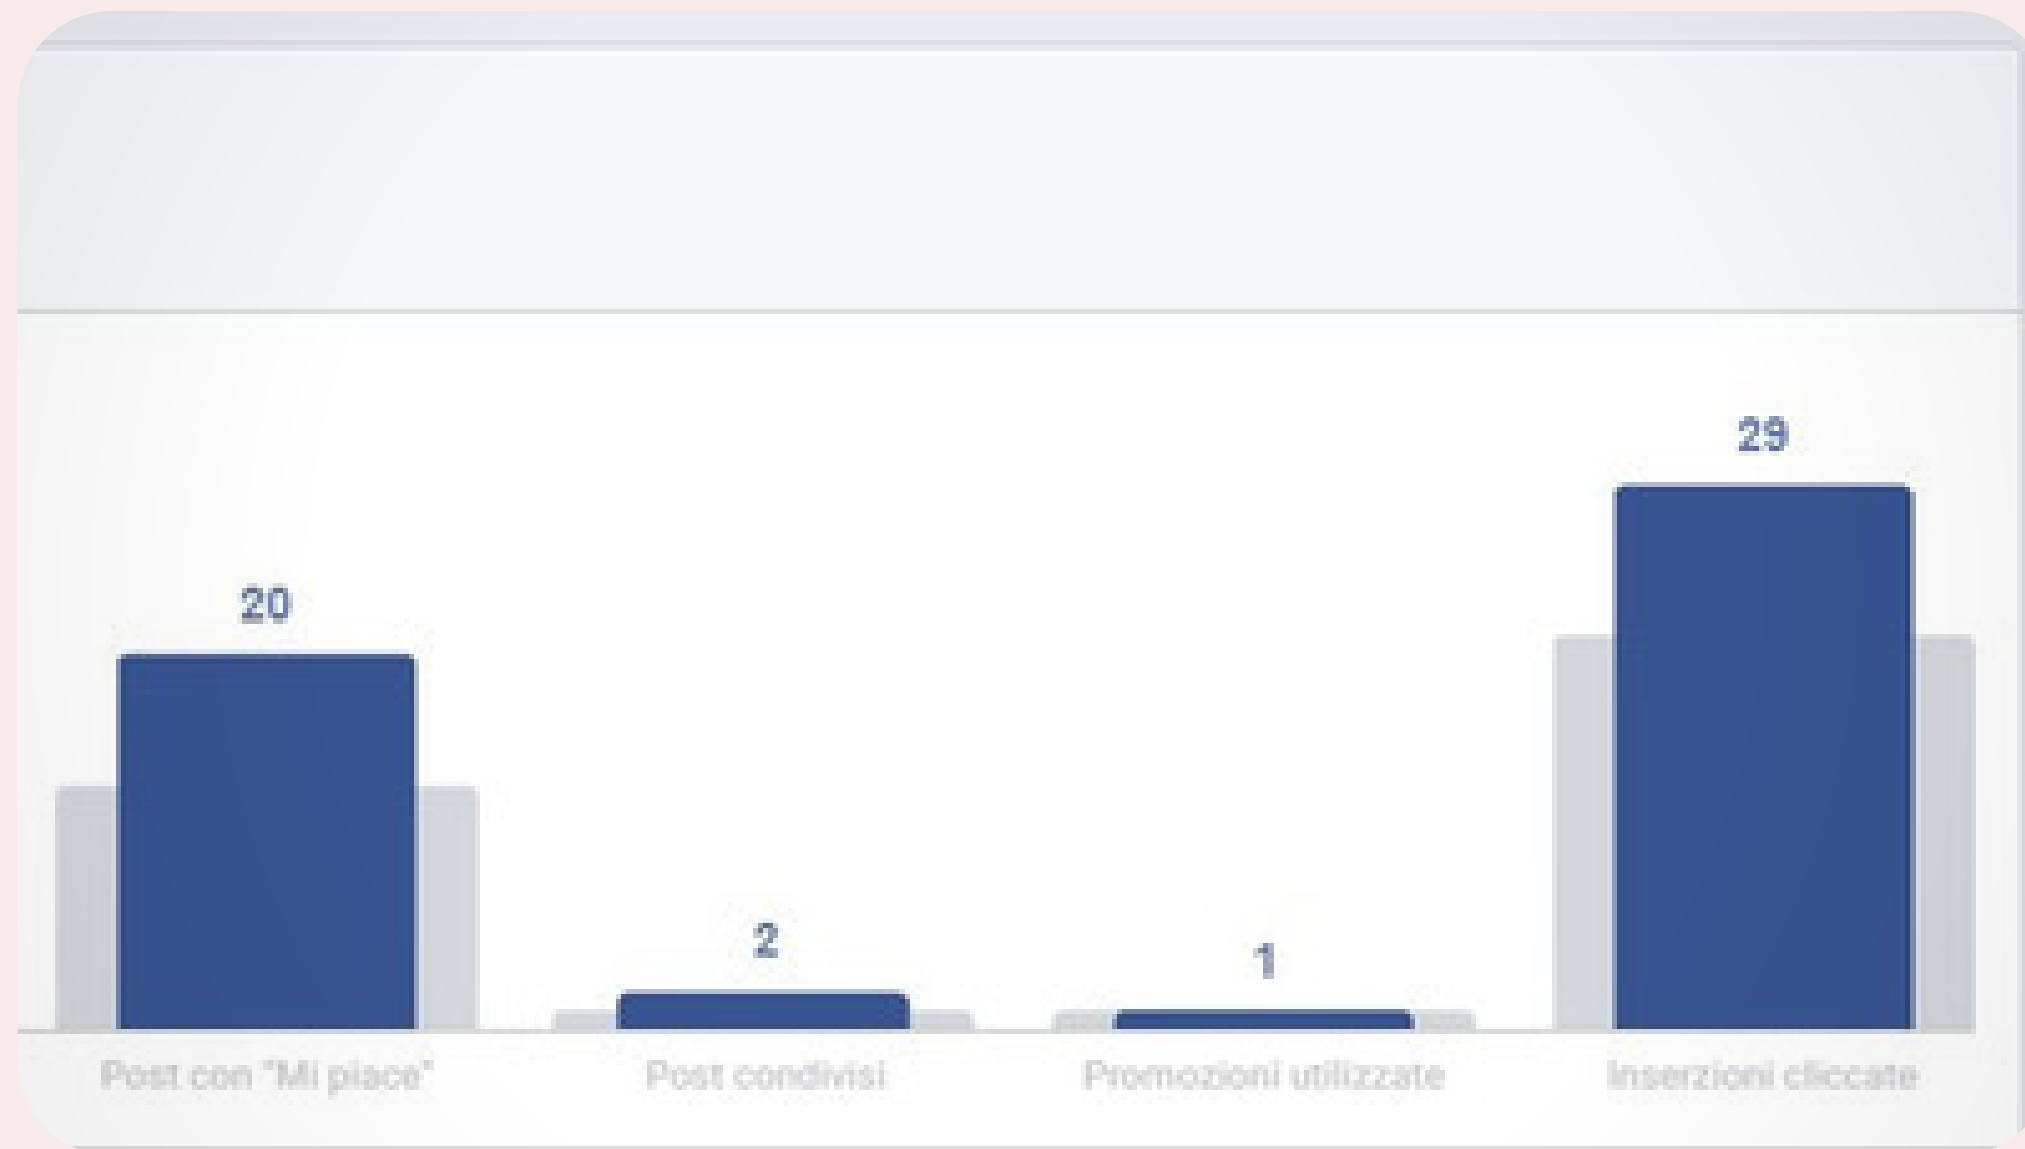 29
20
2
1
Post con "Mi piace"
Post condivisi
Promozioni utilizzate
Inserzioni cliccate